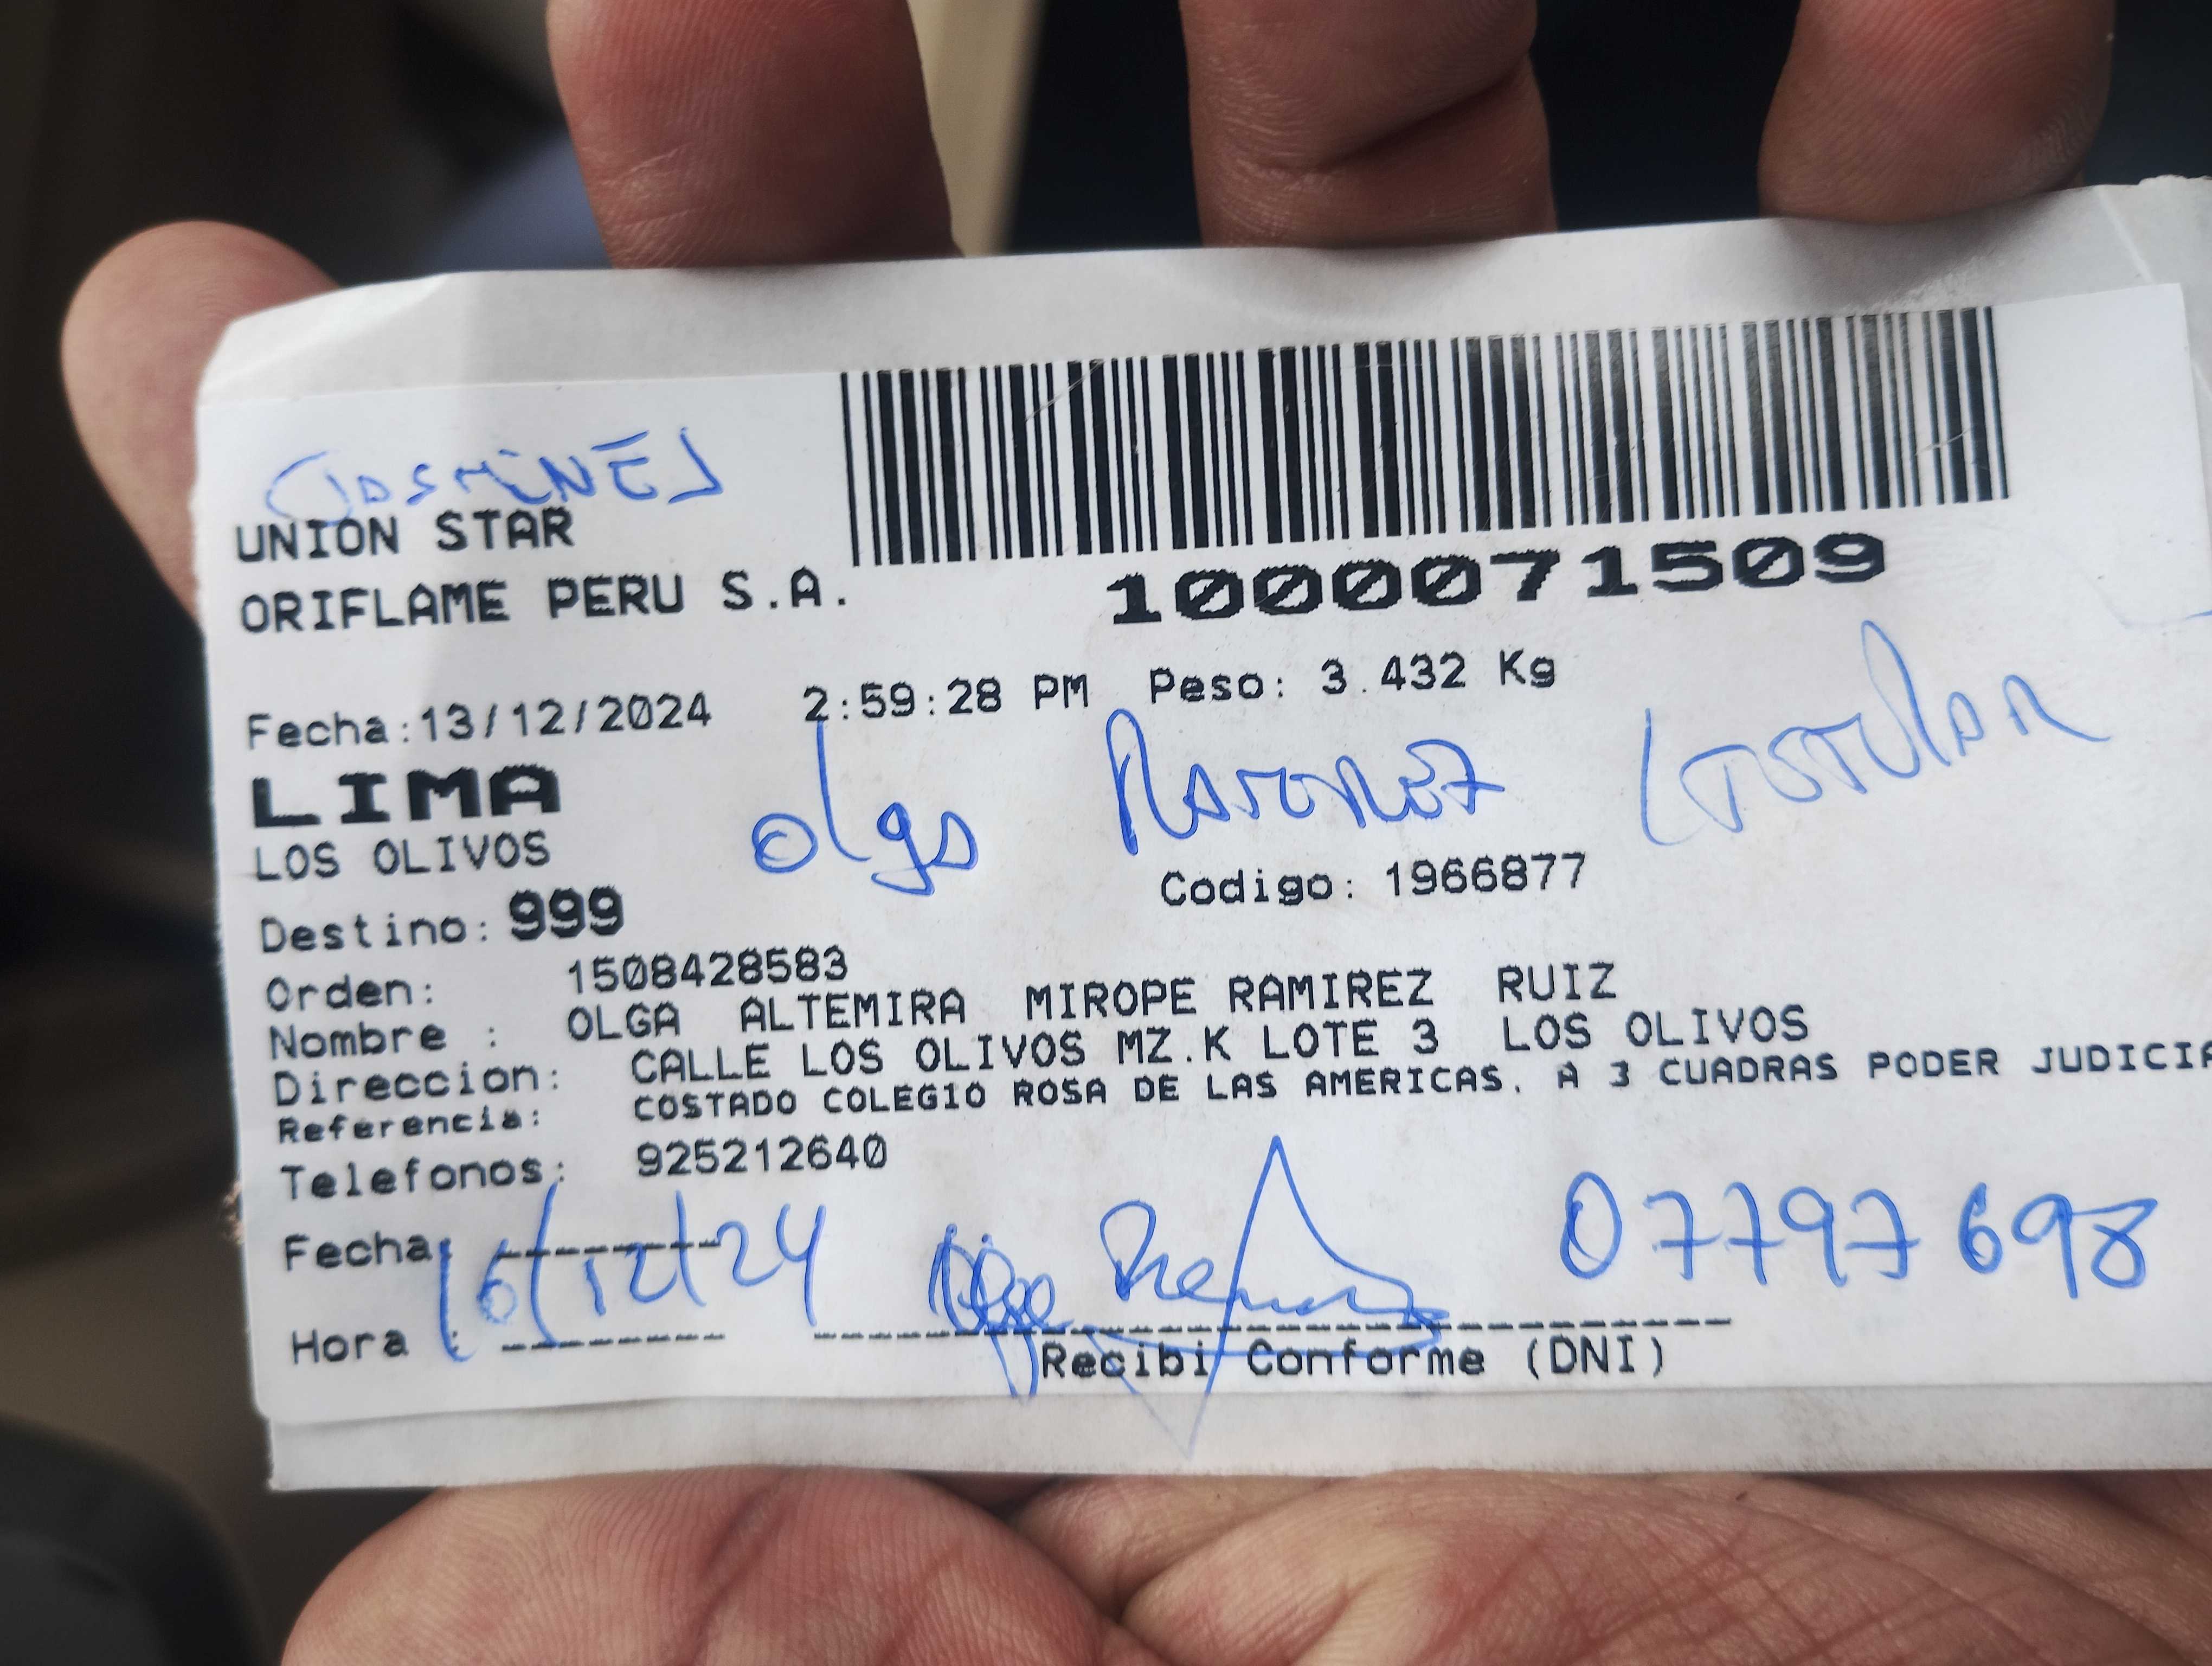 JOSMINES
UNION STAR
ORIFLAME PERU S.A.
1000071509
Fecha:13/12/2024 2:59:28 PM Peso: 3.432 Kg
LIMA
olga Ramirez
LOS OLIVOS
Codigo: 1966877
Destino: 999
Orden: 1508428583
Nombre : OLGA ALTEMIRA MIROPE RAMIREZ RUIZ
Direccion: CALLE LOS OLIVOS MZ.K LOTE 3 LOS OLIVOS
Referencia: COSTADO COLEGIO ROSA DE LAS AMERICAS. A 3 CUADRAS PODER JUDICIA
Telefonos: 925212640
Fecha: 16/12/24 07797698
Hora :
Recibi Conforme (DNI)